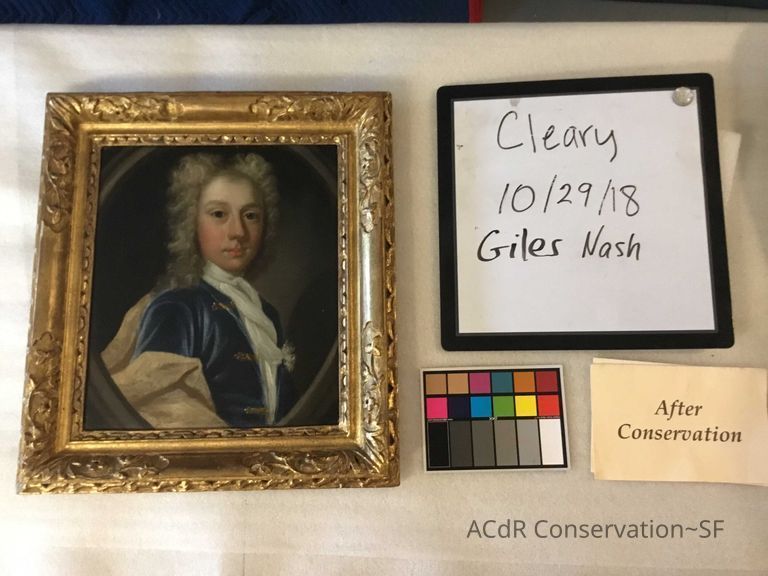 Cleary
10/29/18
Giles Nash
After
Conservation
ACdR Conservation~SF